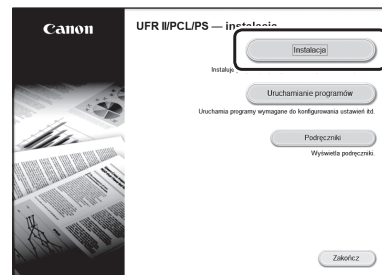 Canon
UFR II/PCL/PS — instalacja
Instalacja
Instaluje
Uruchamianie programów
Uruchamia programy wymagane do konfigurowania ustawień itd.
Podręczniki
Wyświetla podręczniki.
Zakończ